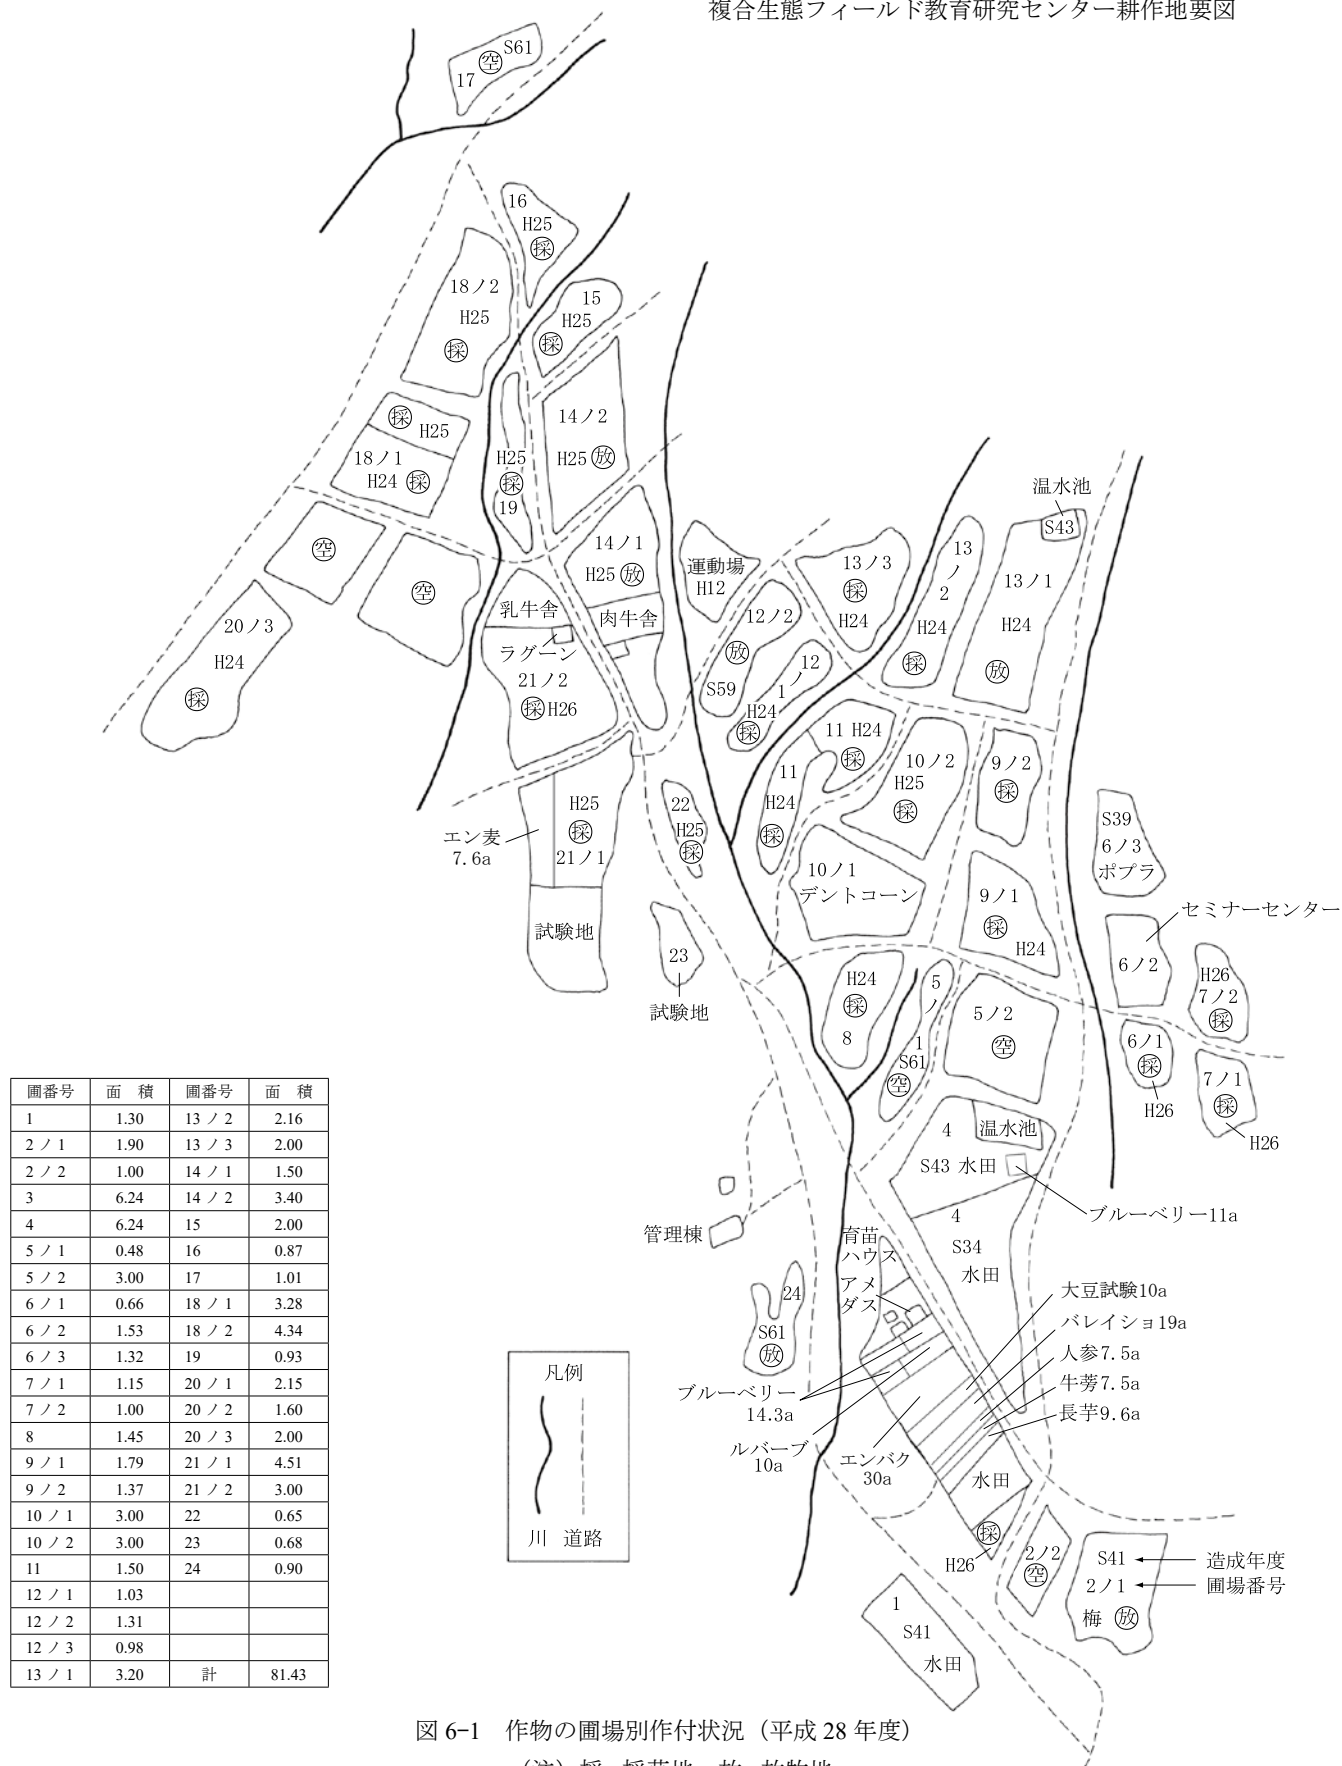 複合生態フィールド教育研究センター耕作地要図
S61
空
17
16
H25
採
18ノ2
H25
採
15
H25
採
14ノ2
H25 放
採
H25
18ノ1
H24 採
H25
採
19
14ノ1
H25 放
肉牛舎
空
空
乳牛舎
ラグーン
21ノ2
採 H26
20ノ3
H24
採
運動場
H12
12ノ2
放
S59
12
ノ
1
H24
採
13ノ3
採
H24
13
ノ
2
H24
採
温水池
S43
13ノ1
H24
放
11 H24
採
11
H24
採
10ノ2
H25
採
9ノ2
採
S39
6ノ3
ポプラ
エン麦
7.6a
H25
採
21ノ1
試験地
22
H25
採
23
試験地
10ノ1
デントコーン
9ノ1
採
H24
セミナーセンター
6ノ2
H26
7ノ2
採
H24
採
8
5
ノ
1
S61
空
5ノ2
空
6ノ1
採
H26
7ノ1
採
H26
4
温水池
S43 水田
ブルーベリー11a
4
S34
水田
管理棟
育苗
ハウス
アメ
ダス
24
S61
放
大豆試験10a
バレイショ19a
人参7.5a
牛蒡7.5a
長芋9.6a
ブルーベリー
14.3a
ルバーブ
10a
エンバク
30a
水田
採
H26
2ノ2
空
S41
造成年度
2ノ1
圃場番号
梅 放
1
S41
水田
凡例
川 道路
圃番号 面 積 圃番号 面 積
1 1.30 13ノ2 2.16
2ノ1 1.90 13ノ3 2.00
2ノ2 1.00 14ノ1 1.50
3 6.24 14ノ2 3.40
4 6.24 15 2.00
5ノ1 0.48 16 0.87
5ノ2 3.00 17 1.01
6ノ1 0.66 18ノ1 3.28
6ノ2 1.53 18ノ2 4.34
6ノ3 1.32 19 0.93
7ノ1 1.15 20ノ1 2.15
7ノ2 1.00 20ノ2 1.60
8 1.45 20ノ3 2.00
9ノ1 1.79 21ノ1 4.51
9ノ2 1.37 21ノ2 3.00
10ノ1 3.00 22 0.65
10ノ2 3.00 23 0.68
11 1.50 24 0.90
12ノ1 1.03
12ノ2 1.31
12ノ3 0.98
13ノ1 3.20 計 81.43
図 6-1 作物の圃場別作付状況（平成 28 年度）